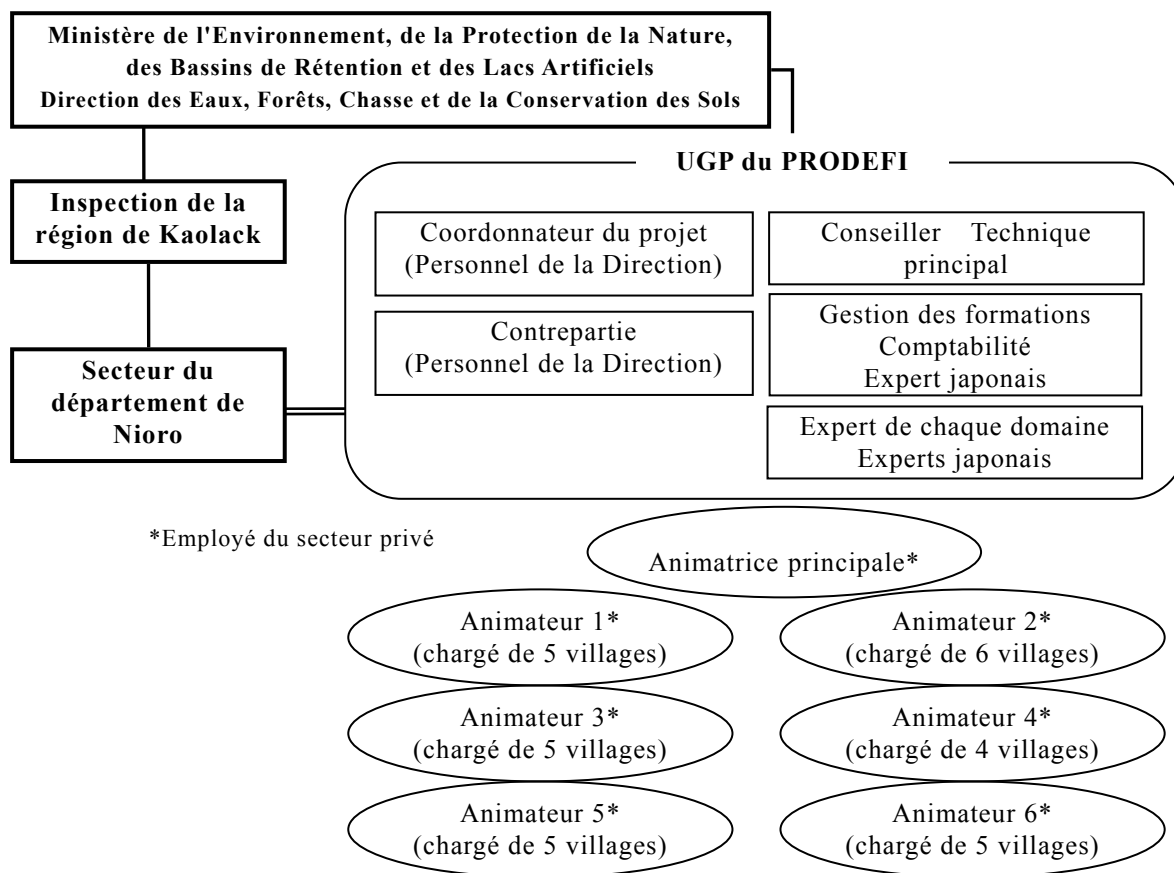 Ministère de l'Environnement, de la Protection de la Nature,
des Bassins de Rétention et des Lacs Artificiels
Direction des Eaux, Forêts, Chasse et de la Conservation des Sols
Inspection de la
région de Kaolack
Secteur du
département de
Nioro
UGP du PRODEFI
Coordonnateur du projet
(Personnel de la Direction)
Contrepartie
(Personnel de la Direction)
Conseiller Technique
principal
Gestion des formations
Comptabilité
Expert japonais
Expert de chaque domaine
Experts japonais
*Employé du secteur privé
Animatrice principale*
Animateur 1*
(chargé de 5 villages)
Animateur 2*
(chargé de 6 villages)
Animateur 3*
(chargé de 5 villages)
Animateur 4*
(chargé de 4 villages)
Animateur 5*
(chargé de 5 villages)
Animateur 6*
(chargé de 5 villages)